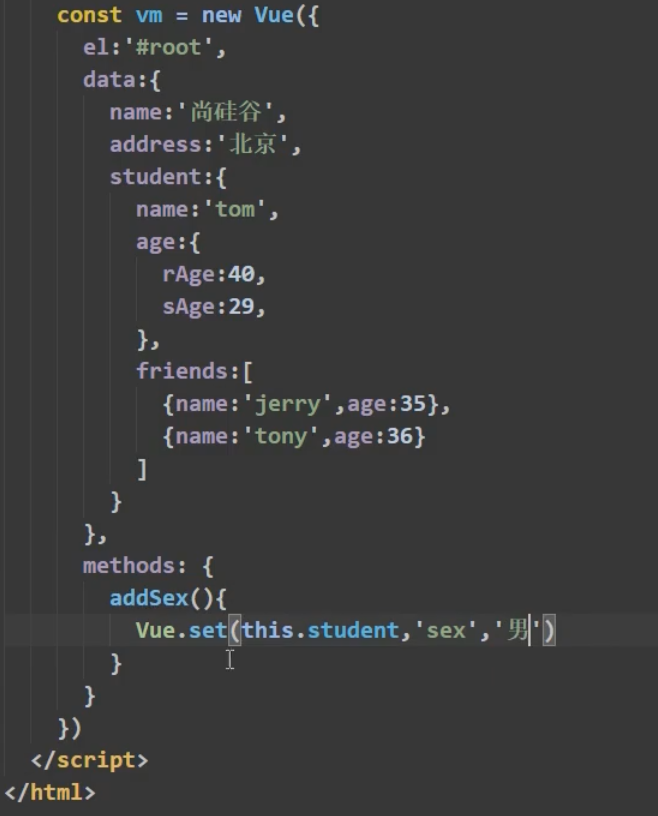 const vm = new Vue({
el:'#root',
data:{
name:'尚硅谷',
address:'北京',
student:{
name:'tom',
age:{
rAge:40,
sAge:29,
},
friends:[
{name:'jerry',age:35},
{name:'tony',age:36}
]
}
},
methods: {
addSex(){
Vue.set(this.student,'sex','男')
}
}
})
</script>
</html>